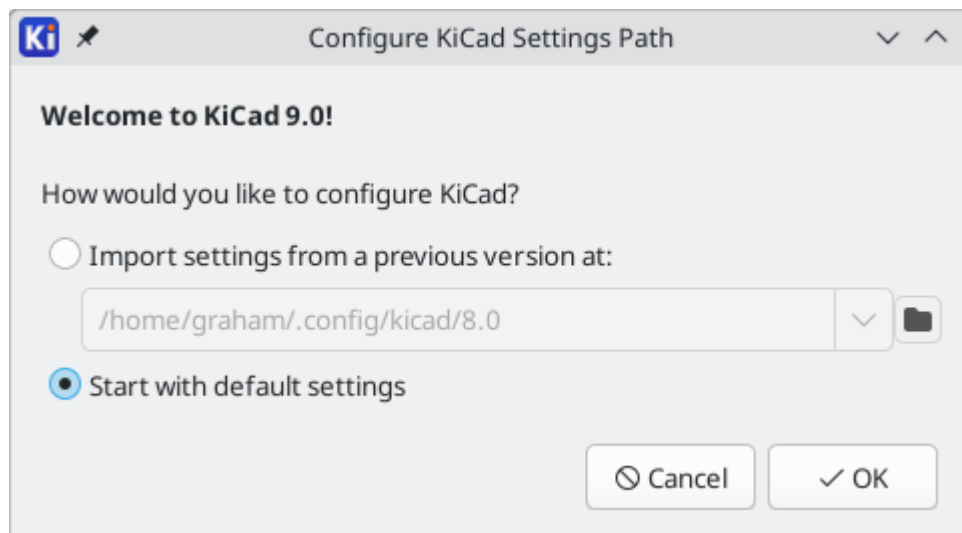 Ki Configure KiCad Settings Path
Welcome to KiCad 9.0!
How would you like to configure KiCad?
Import settings from a previous version at:
/home/graham/.config/kicad/8.0
Start with default settings
Cancel OK